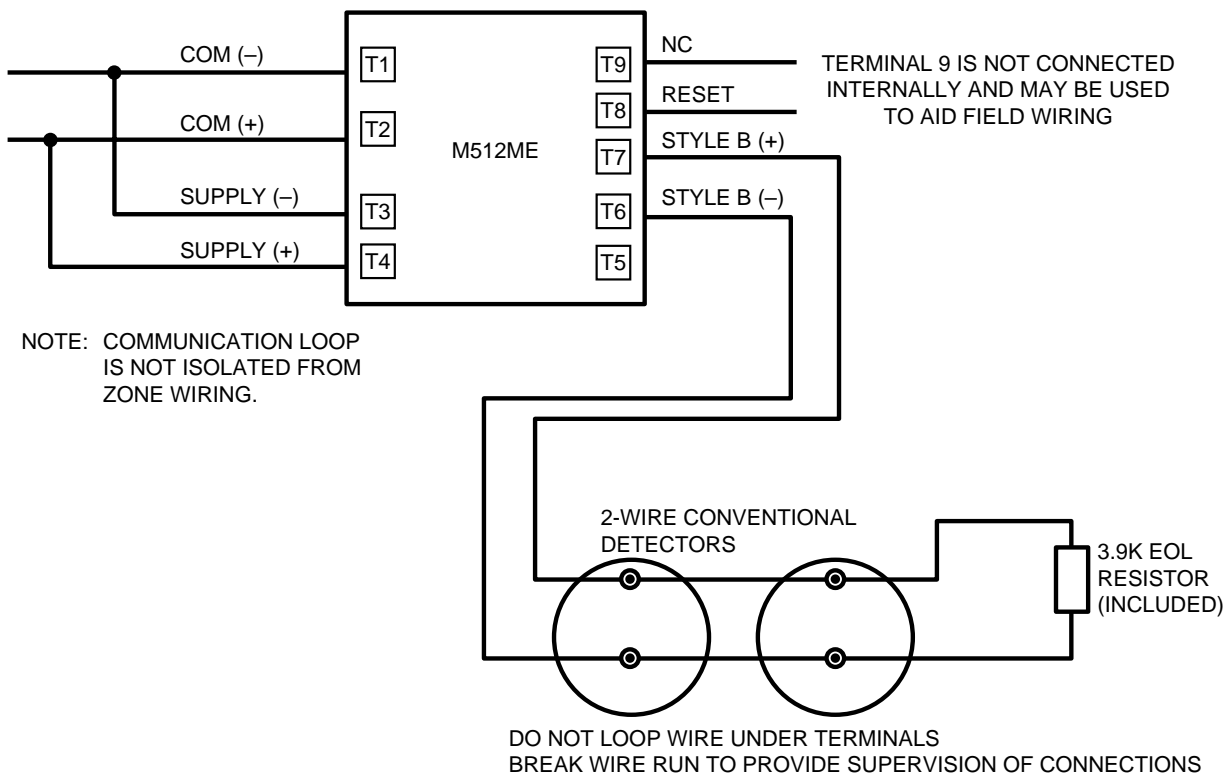 COM (–)
T1
COM (+)
T2
SUPPLY (–)
T3
SUPPLY (+)
T4
M512ME
NC
T9
RESET
T8
STYLE B (+)
T7
STYLE B (–)
T6
T5
TERMINAL 9 IS NOT CONNECTED
INTERNALLY AND MAY BE USED
TO AID FIELD WIRING
NOTE: COMMUNICATION LOOP
IS NOT ISOLATED FROM
ZONE WIRING.
2-WIRE CONVENTIONAL
DETECTORS
3.9K EOL
RESISTOR
(INCLUDED)
DO NOT LOOP WIRE UNDER TERMINALS
BREAK WIRE RUN TO PROVIDE SUPERVISION OF CONNECTIONS